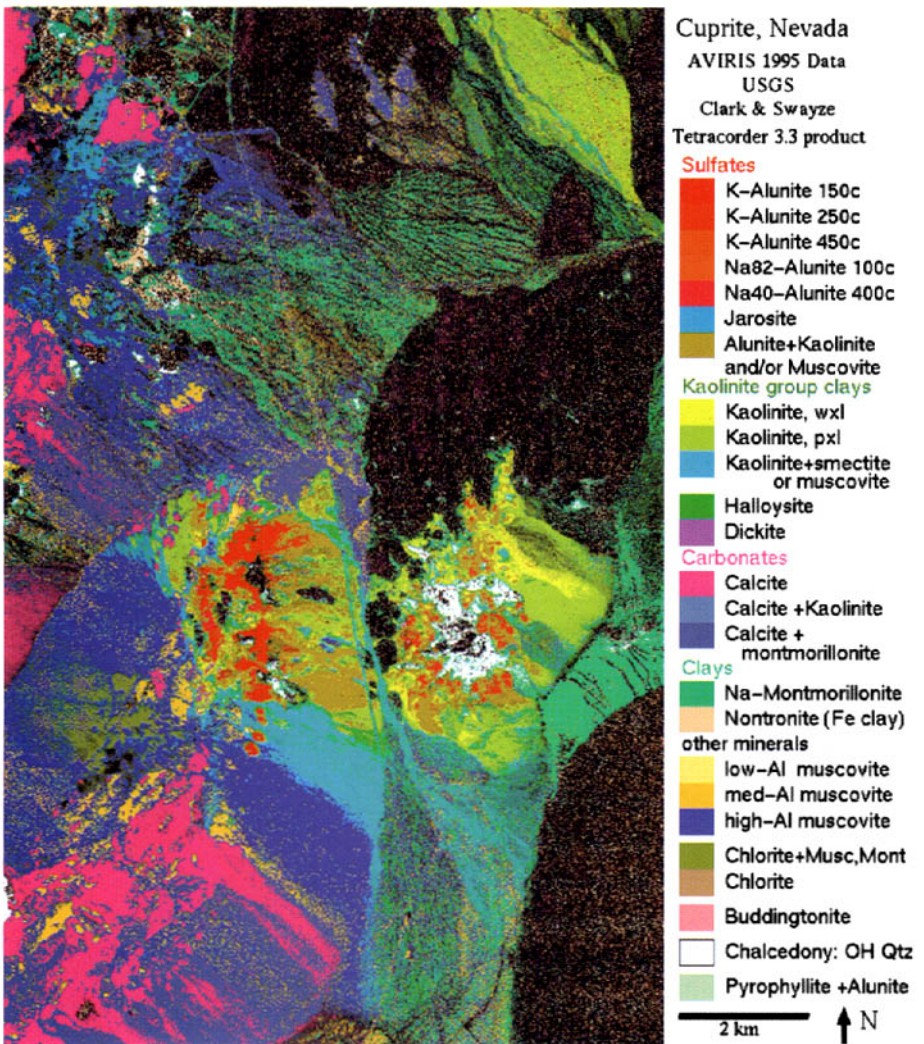 Cuprite, Nevada
AVIRIS 1995 Data
USGS
Clark & Swayze
Tetracorder 3.3 product
Sulfates
K-Alunite 150c
K-Alunite 250c
K-Alunite 450c
Na82-Alunite 100c
Na40-Alunite 400c
Jarosite
Alunite+Kaolinite
and/or Muscovite
Kaolinite group clays
Kaolinite, wxl
Kaolinite, pxl
Kaolinite+smectite
or muscovite
Halloysite
Dickite
Carbonates
Calcite
Calcite +Kaolinite
Calcite +
montmorillonite
Clays
Na-Montmorillonite
Nontronite (Fe clay)
other minerals
low-Al muscovite
med-Al muscovite
high-Al muscovite
Chlorite+Musc,Mont
Chlorite
Buddingtonite
Chalcedony: OH Qtz
Pyrophyllite +Alunite
2 km
N